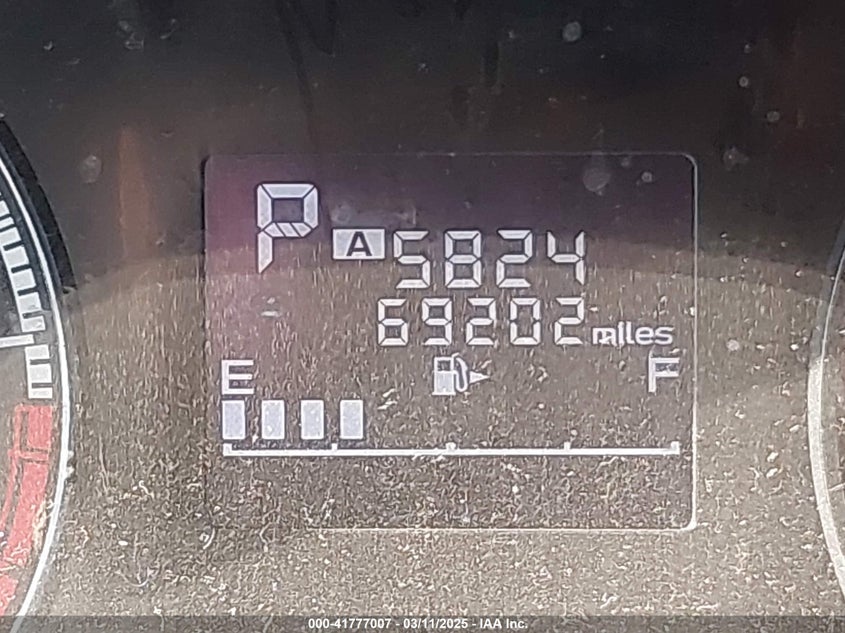 P A 5824
69202 miles
E F
000-41777007 - 03/11/2025 - IAA Inc.